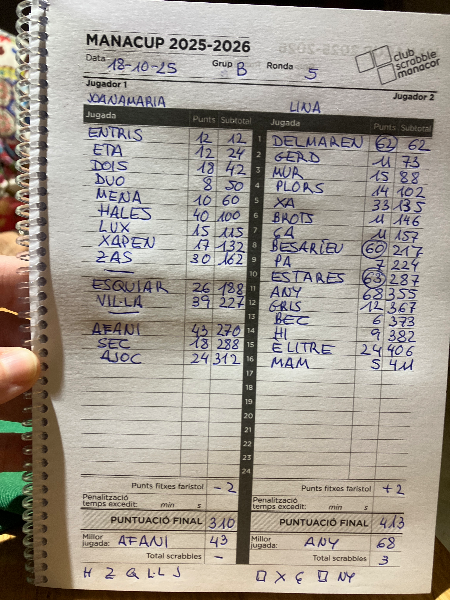 MANACUP 2025-2026
Data 18-10-25 Grup B Ronda 5
club scrabble manacor
Jugador 1 Jugador 2
JOANAMARIA LINA
Jugada Punts Subtotal Jugada Punts Subtotal
ENTRIS 12 12 1 DELMAREN 62 62
ETA 12 24 2 GERD 11 73
DOIS 18 42 3 MUR 15 88
DUO 8 50 4 PLORS 14 102
MENA 10 60 5 XA 33 135
HALES 40 100 6 BROTS 11 146
LUX 15 115 7 GA 11 157
XAPEN 17 132 8 BESARIEU 60 217
ZAS 30 162 9 PA 7 224
— 10 ESTARES 63 287
ESQUIAR 26 188 11 ANY 68 355
VIL·LA 39 227 12 GRIS 12 367
— 13 BEC 6 373
AFANI 43 270 14 HI 9 382
SEC 18 288 15 ELITRE 24 406
AJOC 24 312 16 MAM 5 411
17
18
19
20
21
22
23
24
Punts fitxes faristol -2 Punts fitxes faristol +2
Penalització temps excedit: min s Penalització temps excedit: min s
PUNTUACIÓ FINAL 310 PUNTUACIÓ FINAL 413
Millor jugada: AFANI 43 Millor jugada: ANY 68
Total scrabbles – Total scrabbles 3
H Z Q L·L J □ X Ç □ NY